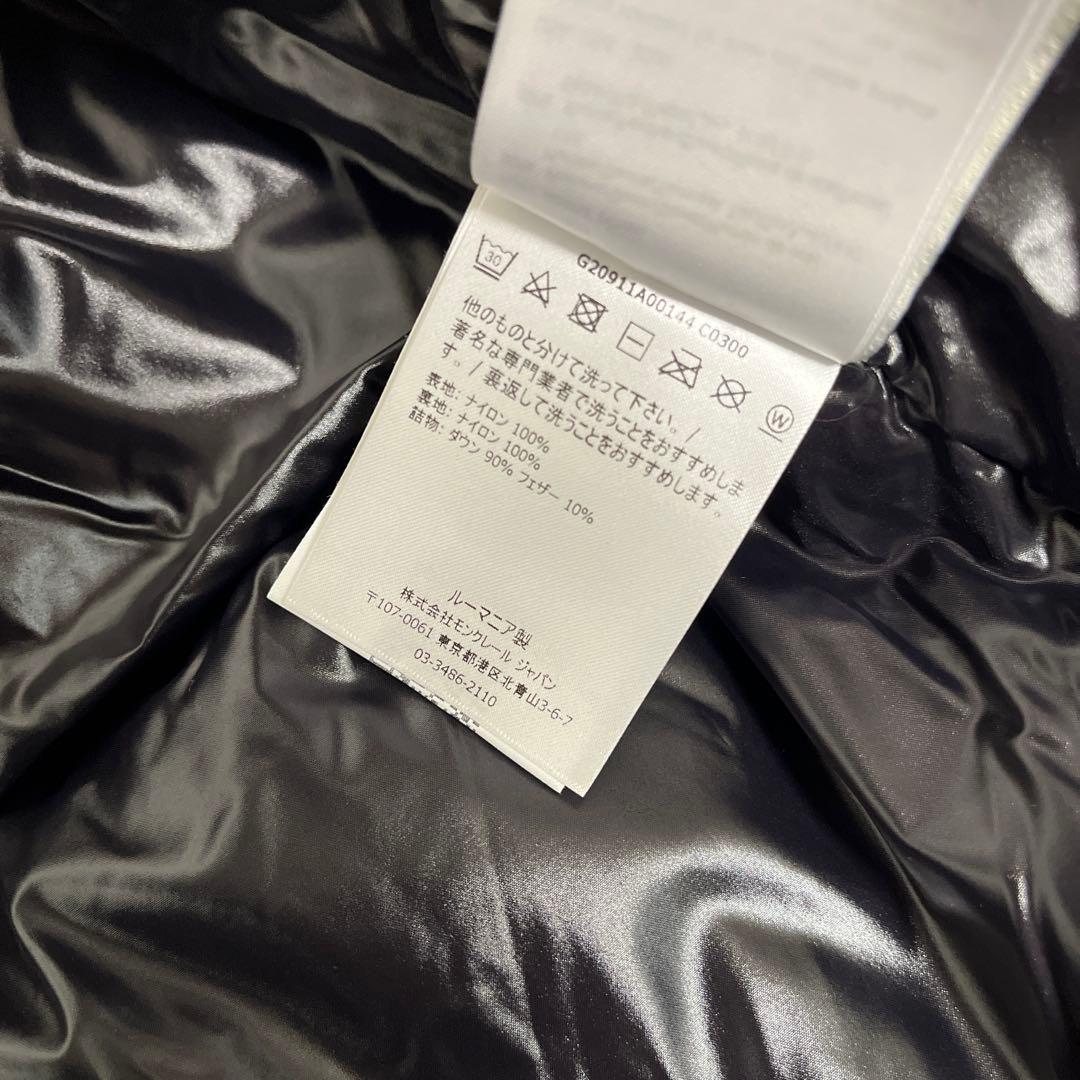 G20911A00144 C0300
30
W
他のものと分けて洗って下さい。/
著名な専門業者で洗うことをおすすめしま
す。/裏返して洗うことをおすすめします。
表地: ナイロン 100%
裏地: ナイロン 100%
詰物: ダウン 90% フェザー 10%
ルーマニア製
株式会社モンクレール ジャパン
〒107-0061 東京都港区北青山3-6-7
03-3486-2110